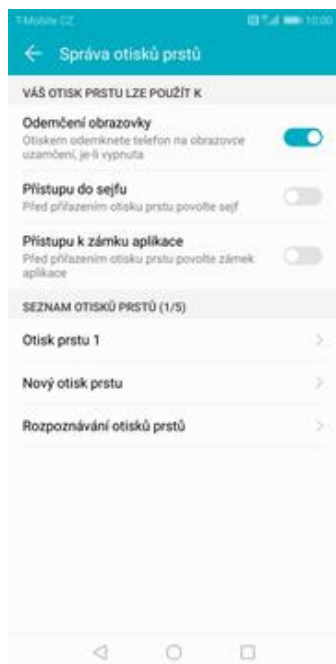 T-Mobile CZ 10:00
Správa otisků prstů
VÁŠ OTISK PRSTU LZE POUŽÍT K
Odemčení obrazovky
Otiskem odemknete telefon na obrazovce
uzamčení, je-li vypnuta
Přístupu do sejfu
Před přiřazením otisku prstu povolte sejf
Přístupu k zámku aplikace
Před přiřazením otisku prstu povolte zámek
aplikace
SEZNAM OTISKŮ PRSTŮ (1/5)
Otisk prstu 1
Nový otisk prstu
Rozpoznávání otisků prstů